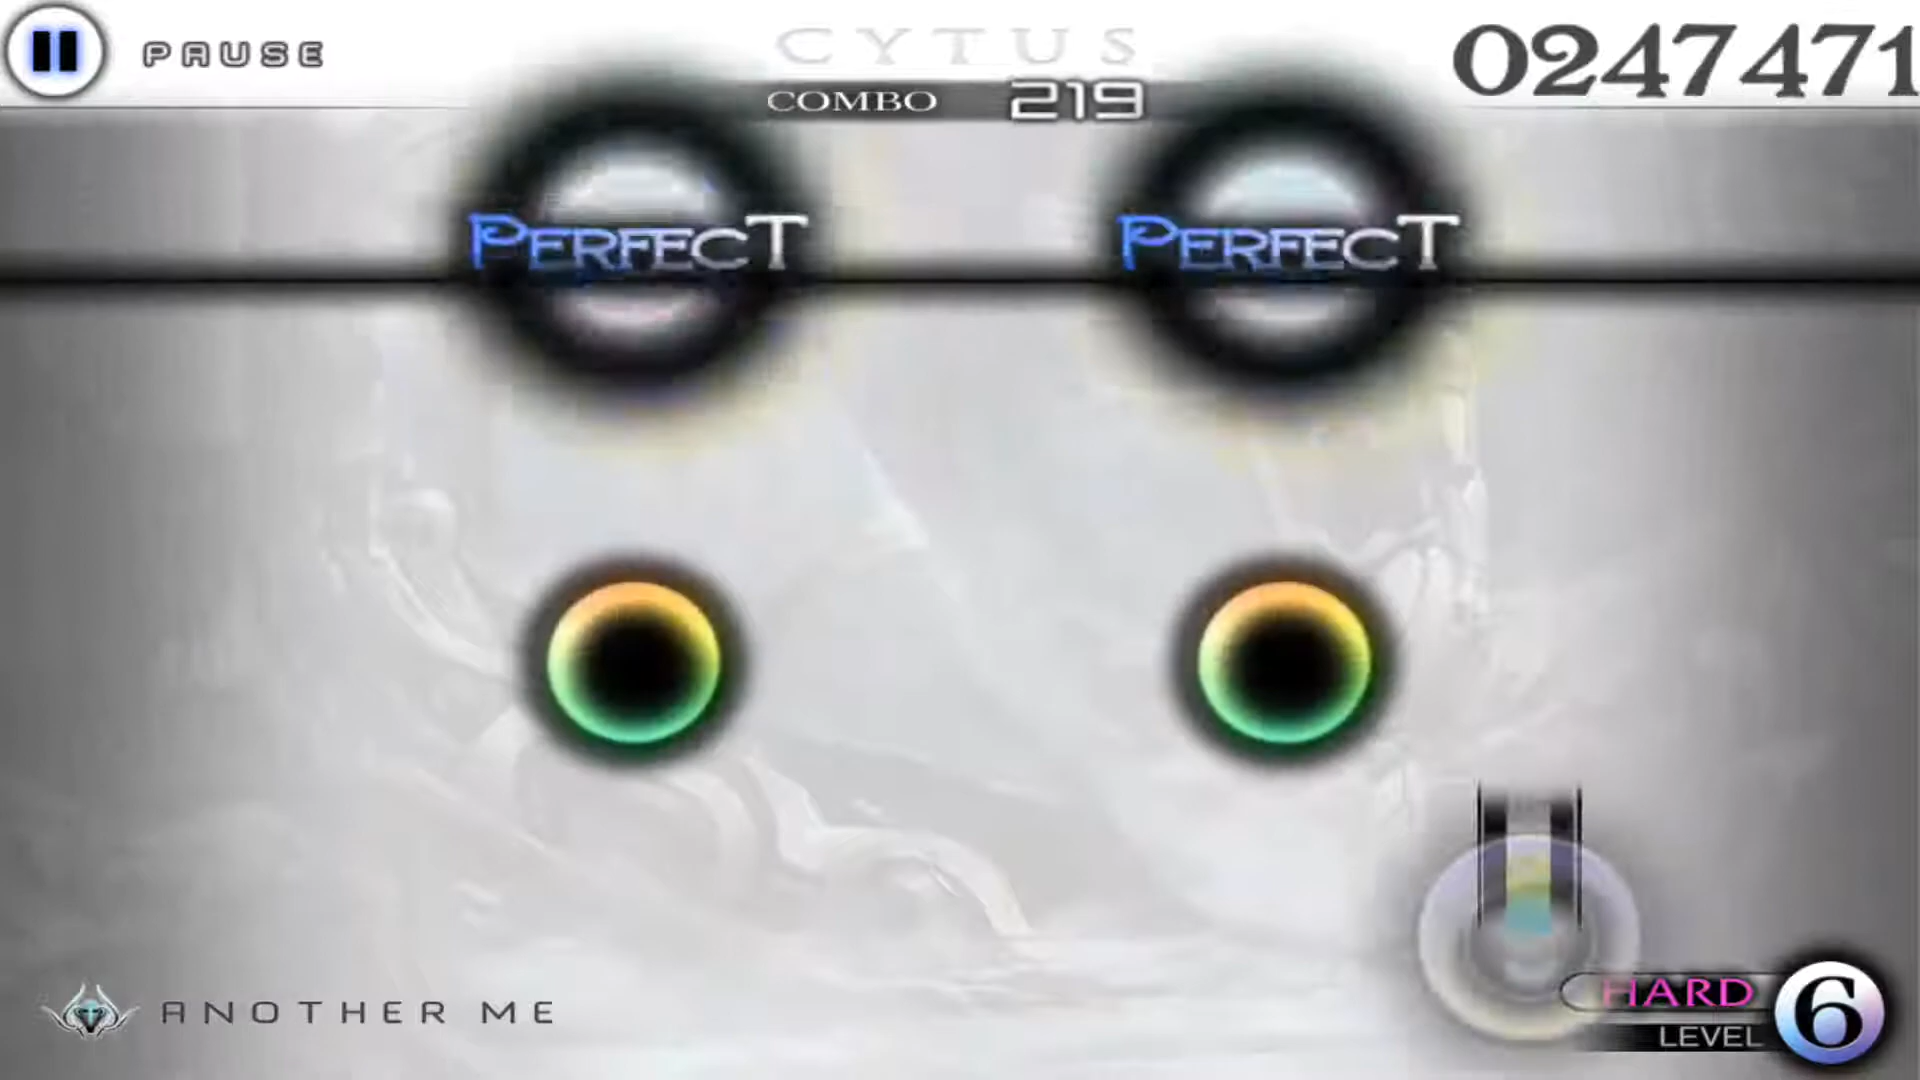 PAUSE
CYTUS
0247471
COMBO 219
PERFECT PERFECT
ANOTHER ME
HARD
LEVEL
6